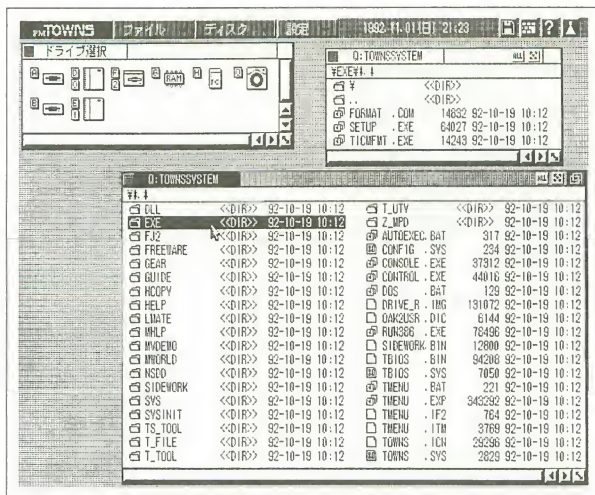 FMTOWNS ファイル ディスク 設定 1992-11-01(日) 21:23 ?
ドライブ選択
A D F RAM H Q
B E
Q:TOWNSSYSTEM ALL
¥EXE¥*.*
¥ <<DIR>>
.. <<DIR>>
FORMAT .COM 14832 92-10-19 10:12
SETUP .EXE 64027 92-10-19 10:12
TICMFMT .EXE 14243 92-10-19 10:12
Q:TOWNSSYSTEM ALL
¥*.*
DLL <<DIR>> 92-10-19 10:12 T_UTY <<DIR>> 92-10-19 10:12
EXE <<DIR>> 92-10-19 10:12 Z_MPD <<DIR>> 92-10-19 10:12
FJ2 <<DIR>> 92-10-19 10:12 AUTOEXEC.BAT 317 92-10-19 10:12
FREEWARE <<DIR>> 92-10-19 10:12 CONFIG .SYS 234 92-10-19 10:12
GEAR <<DIR>> 92-10-19 10:12 CONSOLE .EXE 37312 92-10-19 10:12
GUIDE <<DIR>> 92-10-19 10:12 CONTROL .EXE 44016 92-10-19 10:12
HCOPY <<DIR>> 92-10-19 10:12 DOS .BAT 129 92-10-19 10:12
HELP <<DIR>> 92-10-19 10:12 DRIVE_R .IMG 131072 92-10-19 10:12
LMATE <<DIR>> 92-10-19 10:12 OAK2USR .DIC 6144 92-10-19 10:12
MHLP <<DIR>> 92-10-19 10:12 RUN386 .EXE 78496 92-10-19 10:12
MVDEMO <<DIR>> 92-10-19 10:12 SIDEWORK.BIN 12800 92-10-19 10:12
MWORLD <<DIR>> 92-10-19 10:12 TBIOS .BIN 94208 92-10-19 10:12
NSDD <<DIR>> 92-10-19 10:12 TBIOS .SYS 7050 92-10-19 10:12
SIDEWORK <<DIR>> 92-10-19 10:12 TMENU .BAT 221 92-10-19 10:12
SYS <<DIR>> 92-10-19 10:12 TMENU .EXP 343292 92-10-19 10:12
SYSINIT <<DIR>> 92-10-19 10:12 TMENU .IF2 764 92-10-19 10:12
TS_TOOL <<DIR>> 92-10-19 10:12 TMENU .ITM 3769 92-10-19 10:12
T_FILE <<DIR>> 92-10-19 10:12 TOWNS .ICN 29296 92-10-19 10:12
T_TOOL <<DIR>> 92-10-19 10:12 TOWNS .SYS 2829 92-10-19 10:12